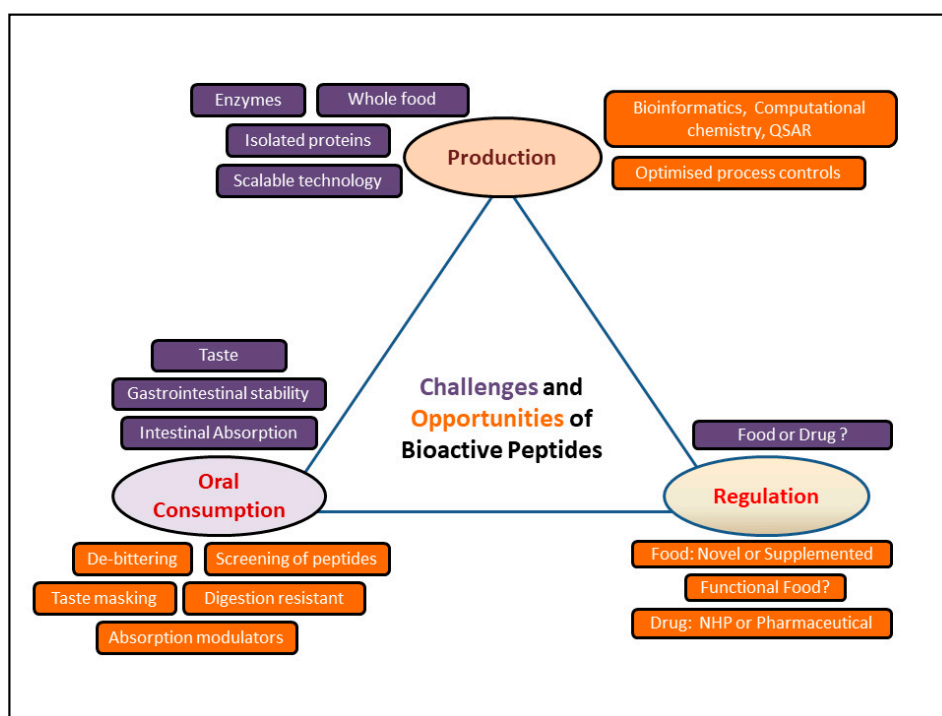 Enzymes
Whole food
Isolated proteins
Scalable technology
Production
Bioinformatics, Computational
chemistry, QSAR
Optimised process controls
Taste
Gastrointestinal stability
Intestinal Absorption
Challenges and
Opportunities of
Bioactive Peptides
Food or Drug ?
Oral
Consumption
Regulation
De-bittering
Screening of peptides
Taste masking
Digestion resistant
Absorption modulators
Food: Novel or Supplemented
Functional Food?
Drug: NHP or Pharmaceutical